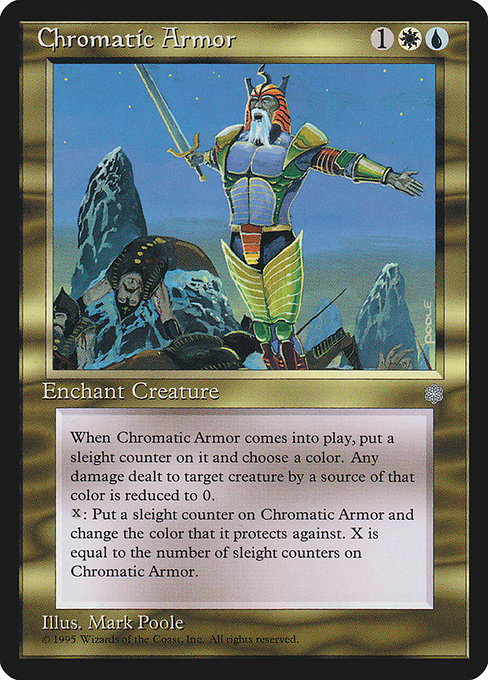 Chromatic Armor 1
POOLE
Enchant Creature
When Chromatic Armor comes into play, put a
sleight counter on it and choose a color. Any
damage dealt to target creature by a source of that
color is reduced to 0.
X: Put a sleight counter on Chromatic Armor and
change the color that it protects against. X is
equal to the number of sleight counters on
Chromatic Armor.
Illus. Mark Poole
© 1995 Wizards of the Coast, Inc. All rights reserved.